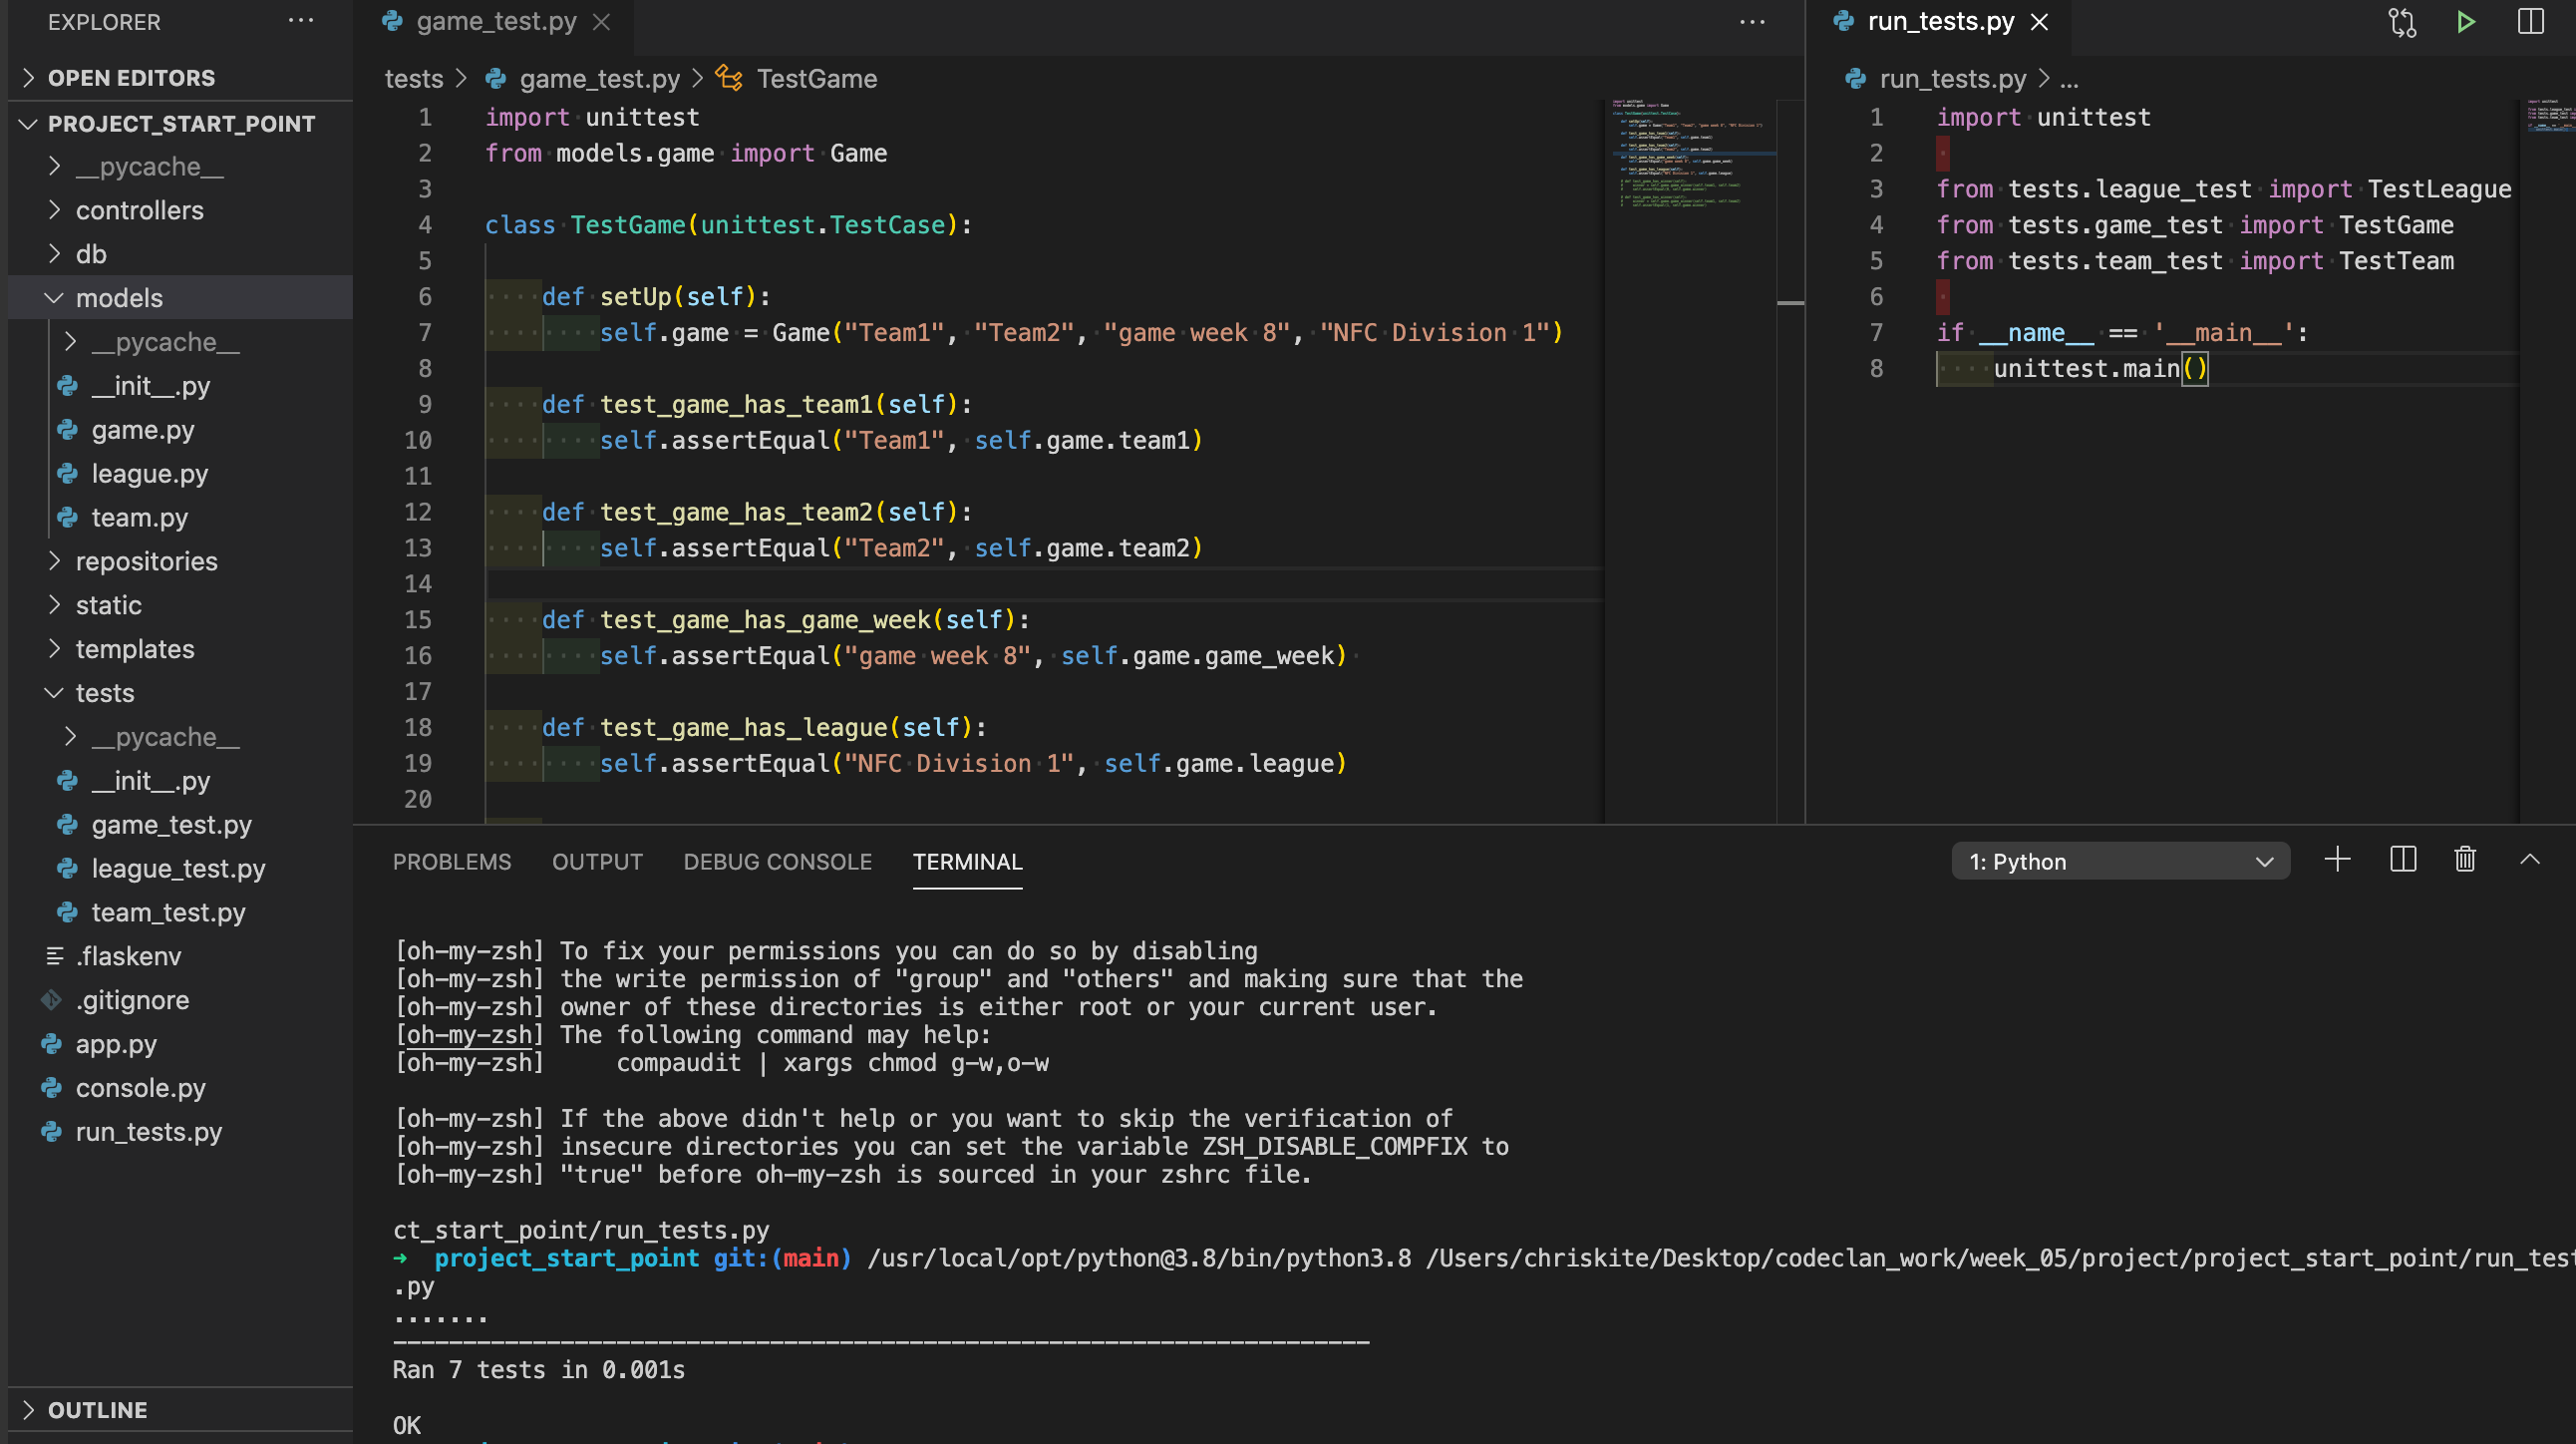 EXPLORER
OPEN EDITORS
PROJECT_START_POINT
__pycache__
controllers
db
models
__pycache__
__init__.py
game.py
league.py
team.py
repositories
static
templates
tests
__pycache__
__init__.py
game_test.py
league_test.py
team_test.py
.flaskenv
.gitignore
app.py
console.py
run_tests.py
OUTLINE
game_test.py
tests > game_test.py > TestGame
1 import unittest
2 from models.game import Game
3
4 class TestGame(unittest.TestCase):
5
6 def setUp(self):
7 self.game = Game("Team1", "Team2", "game week 8", "NFC Division 1")
8
9 def test_game_has_team1(self):
10 self.assertEqual("Team1", self.game.team1)
11
12 def test_game_has_team2(self):
13 self.assertEqual("Team2", self.game.team2)
14
15 def test_game_has_game_week(self):
16 self.assertEqual("game week 8", self.game.game_week)
17
18 def test_game_has_league(self):
19 self.assertEqual("NFC Division 1", self.game.league)
20
run_tests.py
run_tests.py > ...
1 import unittest
2
3 from tests.league_test import TestLeague
4 from tests.game_test import TestGame
5 from tests.team_test import TestTeam
6
7 if __name__ == '__main__':
8 unittest.main()
PROBLEMS OUTPUT DEBUG CONSOLE TERMINAL 1: Python
[oh-my-zsh] To fix your permissions you can do so by disabling
[oh-my-zsh] the write permission of "group" and "others" and making sure that the
[oh-my-zsh] owner of these directories is either root or your current user.
[oh-my-zsh] The following command may help:
[oh-my-zsh] compaudit | xargs chmod g-w,o-w
[oh-my-zsh] If the above didn't help or you want to skip the verification of
[oh-my-zsh] insecure directories you can set the variable ZSH_DISABLE_COMPFIX to
[oh-my-zsh] "true" before oh-my-zsh is sourced in your zshrc file.
ct_start_point/run_tests.py
➜ project_start_point git:(main) /usr/local/opt/python@3.8/bin/python3.8 /Users/chriskite/Desktop/codeclan_work/week_05/project/project_start_point/run_test
.py
.......
----------------------------------------------------------------------
Ran 7 tests in 0.001s
OK